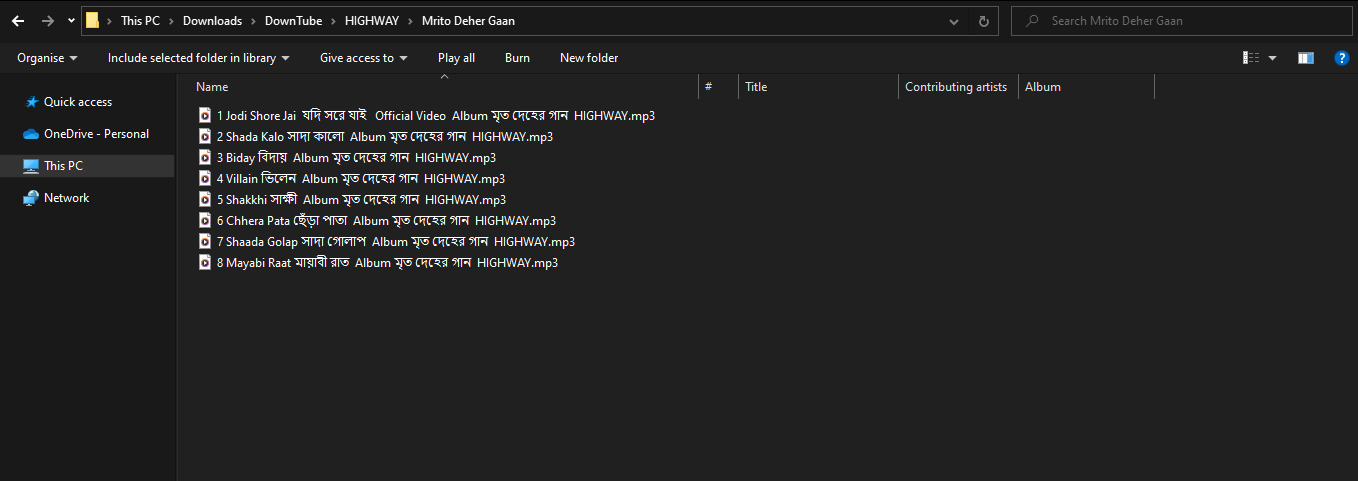 This PC Downloads DownTube HIGHWAY Mrito Deher Gaan Search Mrito Deher Gaan
Organise Include selected folder in library Give access to Play all Burn New folder
Name # Title Contributing artists Album
Quick access
OneDrive - Personal
This PC
Network
1 Jodi Shore Jai যদি সরে যাই Official Video Album মৃত দেহের গান HIGHWAY.mp3
2 Shada Kalo সাদা কালো Album মৃত দেহের গান HIGHWAY.mp3
3 Biday বিদায় Album মৃত দেহের গান HIGHWAY.mp3
4 Villain ভিলেন Album মৃত দেহের গান HIGHWAY.mp3
5 Shakkhi সাক্ষী Album মৃত দেহের গান HIGHWAY.mp3
6 Chhera Pata ছেঁড়া পাতা Album মৃত দেহের গান HIGHWAY.mp3
7 Shaada Golap সাদা গোলাপ Album মৃত দেহের গান HIGHWAY.mp3
8 Mayabi Raat মায়াবী রাত Album মৃত দেহের গান HIGHWAY.mp3